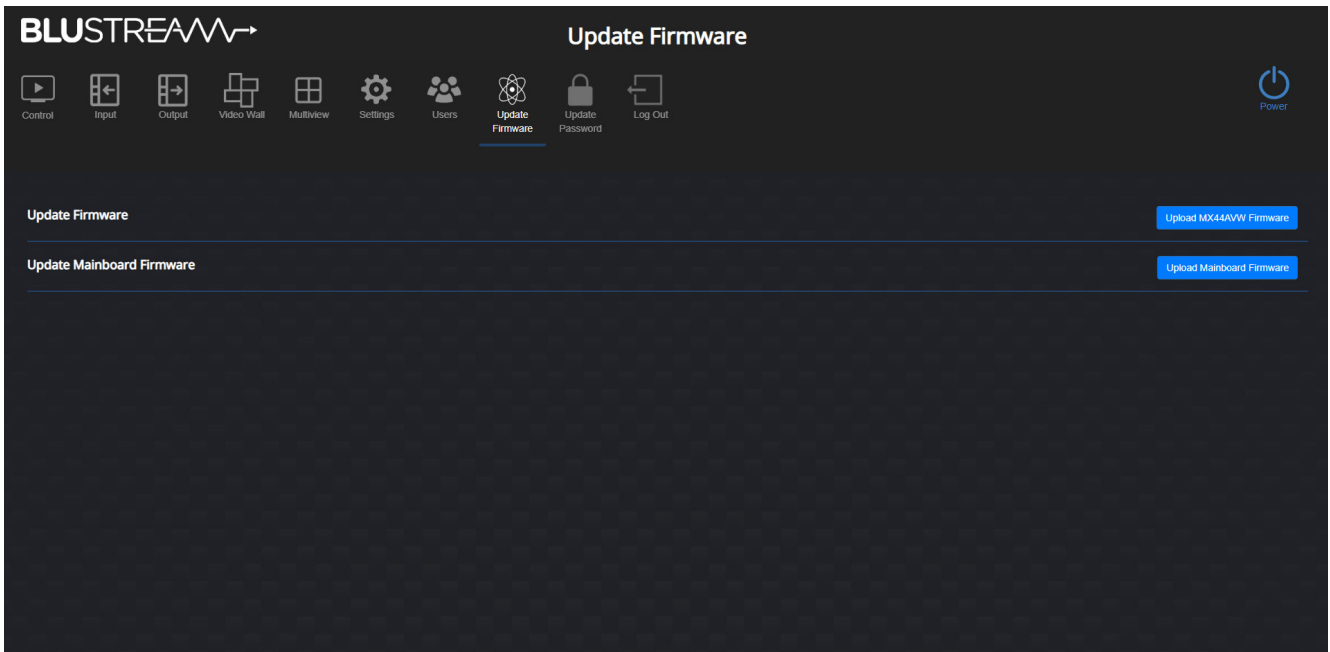 BLUSTREAM
Update Firmware
Control
Input
Output
Video Wall
Multiview
Settings
Users
Update
Firmware
Update
Password
Log Out
Power
Update Firmware
Upload MX44AVW Firmware
Update Mainboard Firmware
Upload Mainboard Firmware